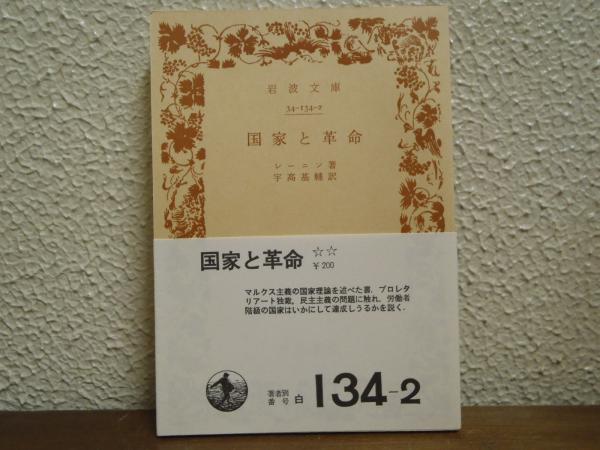 岩波文庫
34-134-2
国家と革命
レーニン著
宇高基輔訳
国家と革命 ☆☆
￥200
マルクス主義の国家理論を述べた書．プロレタ
リアート独裁，民主主義の問題に触れ，労働者
階級の国家はいかにして達成しうるかを説く．
著者別
番号 白 134-2